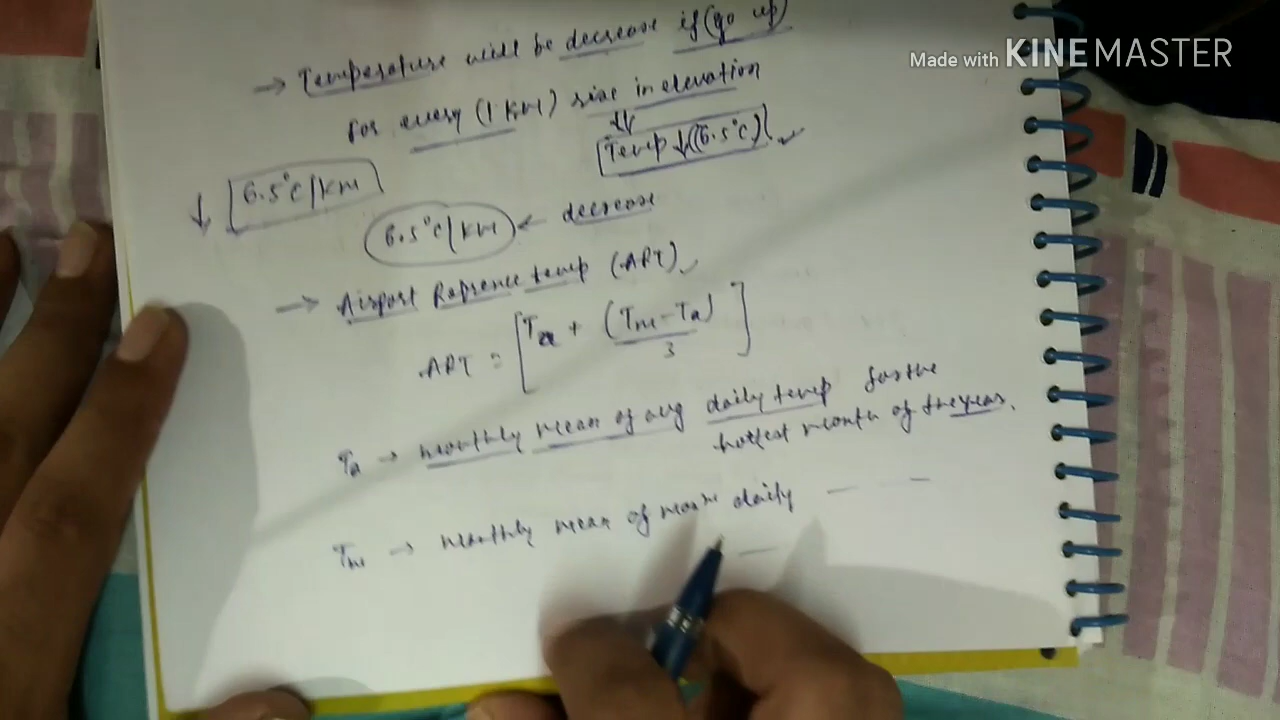 Made with KINEMASTER
→ Temperature will be decrease if (go up)
for every (1 KM) rise in elevation
⇓
Temp ↓ (6.5°C) ✓
↓ 6.5°C/KM
6.5°C/KM ← decrease
→ Airport Refrence temp (ART) ✓
ART = [Ta + (Tm - Ta)/3]
Ta → monthly mean of avg daily temp for the
hottest month of the year.
Tm → monthly mean of max^m daily — —
—